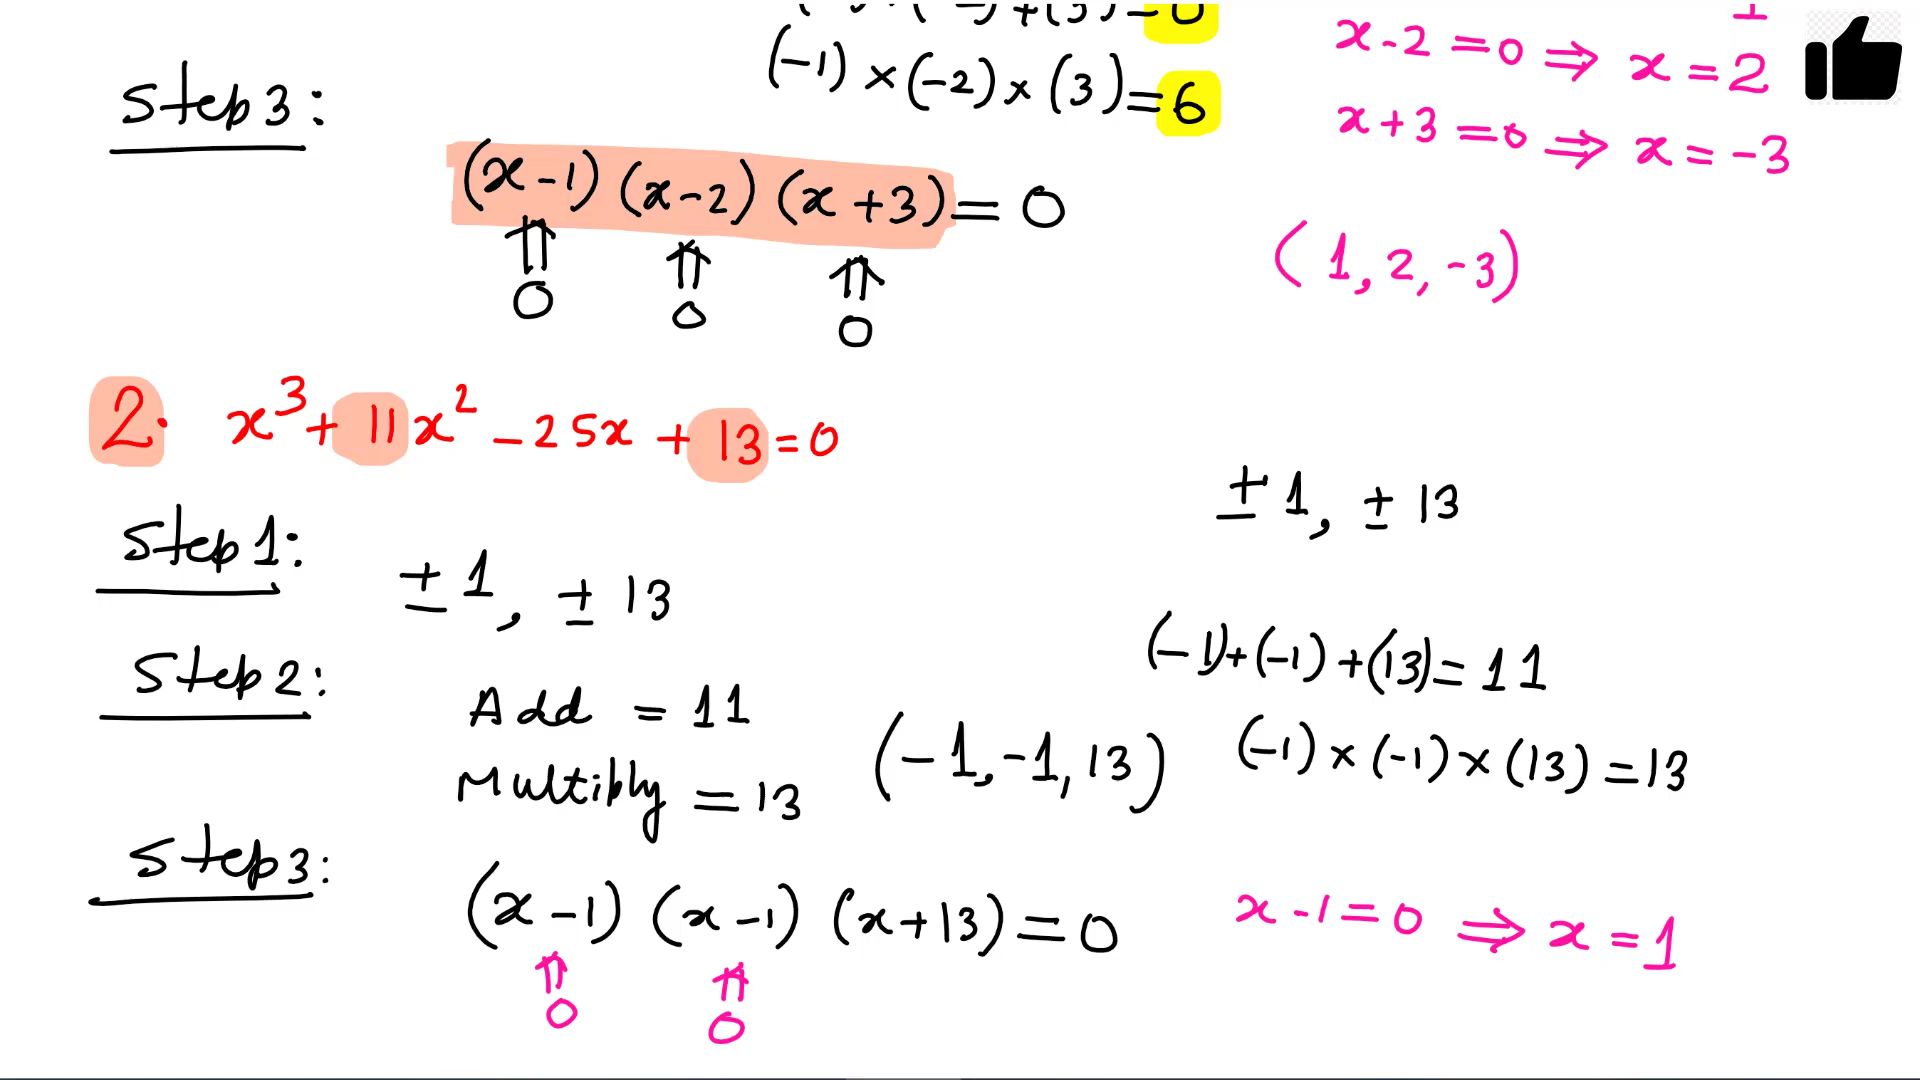 (-1) × (-2) × (3) = 6
x - 2 = 0 ⇒ x = 2
x + 3 = 0 ⇒ x = -3
Step 3:
(x - 1) (x - 2) (x + 3) = 0
0 0 0
(1, 2, -3)
2. x³ + 11x² - 25x + 13 = 0
± 1, ± 13
Step 1:
± 1, ± 13
Step 2:
Add = 11
Multiply = 13
(-1, -1, 13)
(-1) + (-1) + (13) = 11
(-1) × (-1) × (13) = 13
Step 3:
(x - 1) (x - 1) (x + 13) = 0
0 0
x - 1 = 0 ⇒ x = 1